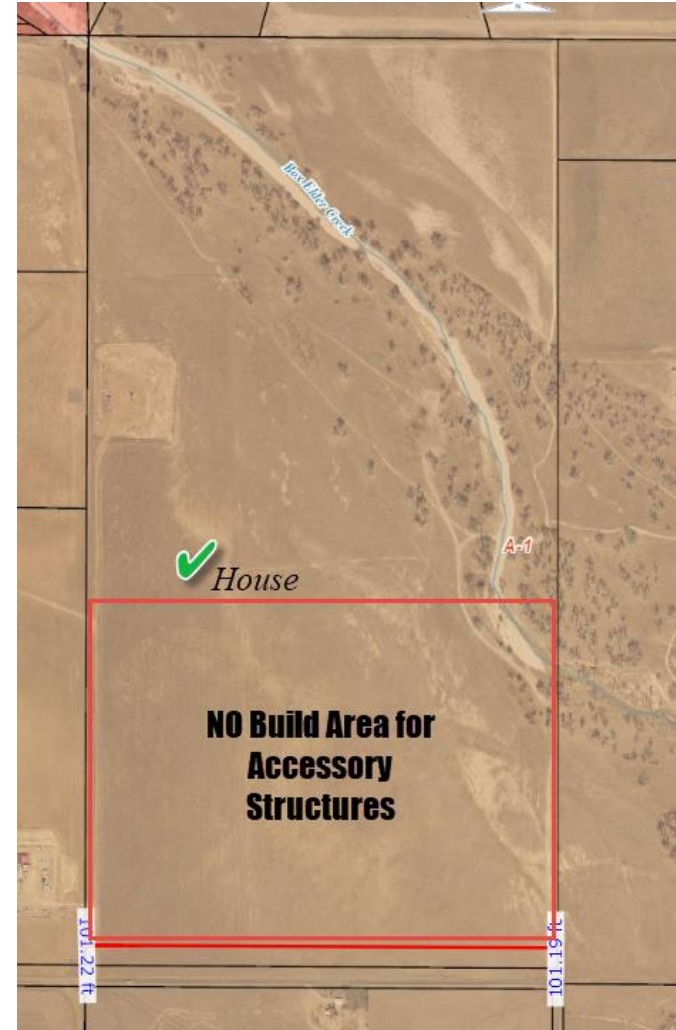 N
Box Elder Creek
A-1
House
NO Build Area for
Accessory
Structures
101.22 ft
101.19 ft